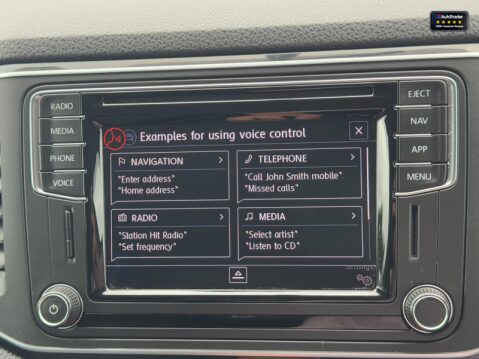 AutoTrader
RADIO
MEDIA
PHONE
VOICE
EJECT
NAV
APP
MENU
Examples for using voice control
NAVIGATION
"Enter address"
"Home address"
TELEPHONE
"Call John Smith mobile"
"Missed calls"
RADIO
"Station Hit Radio"
"Set frequency"
MEDIA
"Select artist"
"Listen to CD"
Settings